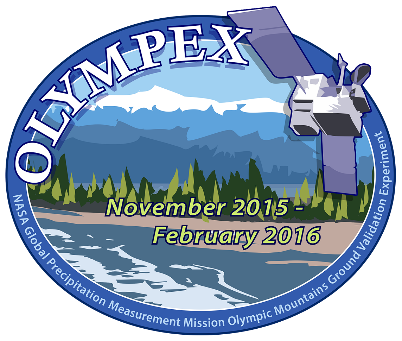 OLYMPEX
November 2015 -
February 2016
NASA Global Precipitation Measurement Mission Olympic Mountains Ground Validation Experiment